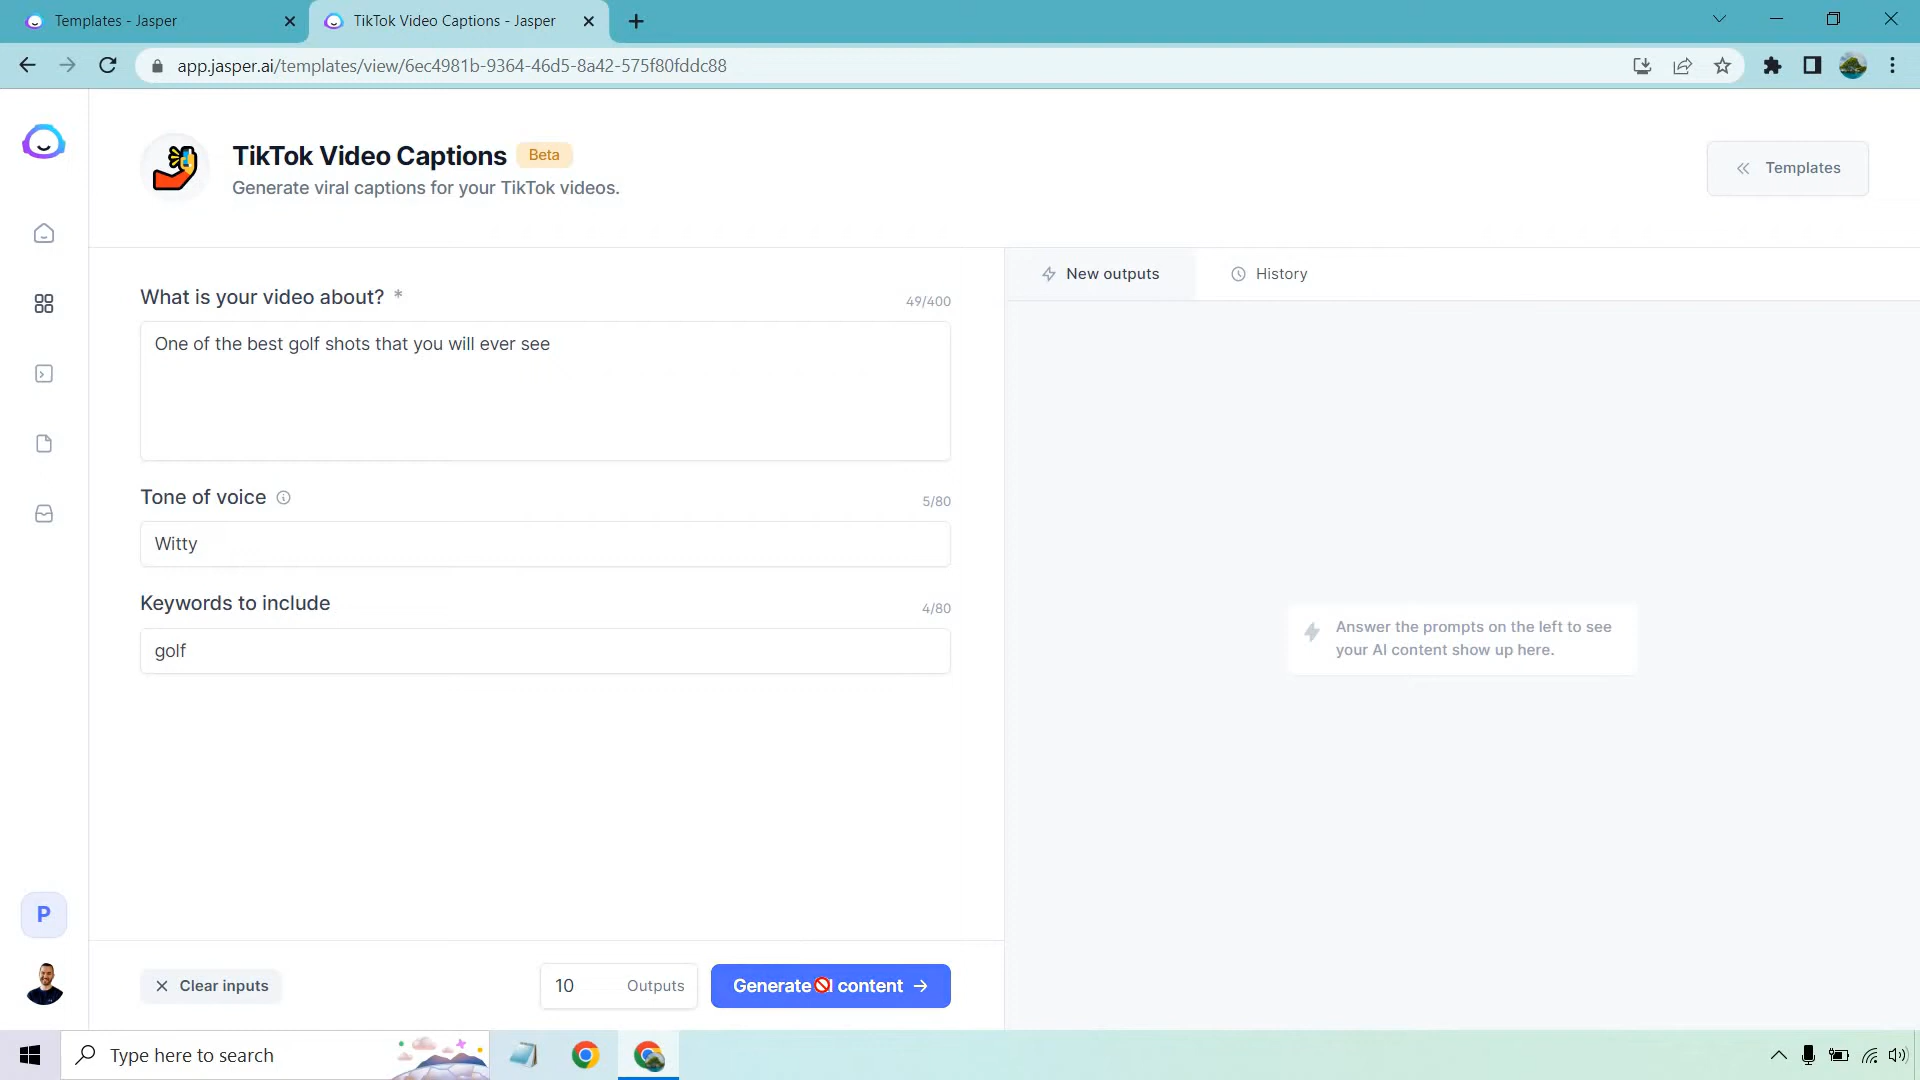 Templates - Jasper
TikTok Video Captions - Jasper
app.jasper.ai/templates/view/6ec4981b-9364-46d5-8a42-575f80fddc88
TikTok Video Captions Beta
Generate viral captions for your TikTok videos.
Templates
What is your video about? *
49/400
One of the best golf shots that you will ever see
Tone of voice
5/80
Witty
Keywords to include
4/80
golf
Clear inputs
10 Outputs
Generate content
New outputs
History
Answer the prompts on the left to see
your AI content show up here.
P
Type here to search